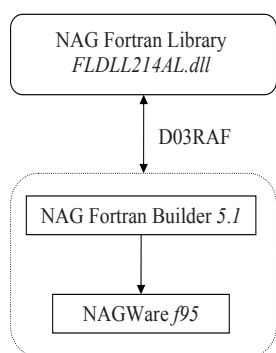 NAG Fortran Library
FLDLL214AL.dll
D03RAF
NAG Fortran Builder 5.1
NAGWare f95